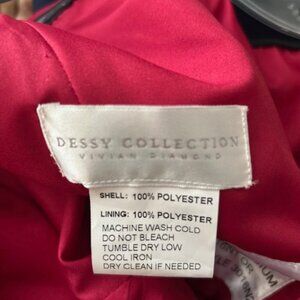 DESSY COLLECTION
VIVIAN DIAMOND
SHELL: 100% POLYESTER
LINING: 100% POLYESTER
MACHINE WASH COLD
DO NOT BLEACH
TUMBLE DRY LOW
COOL IRON
DRY CLEAN IF NEEDED